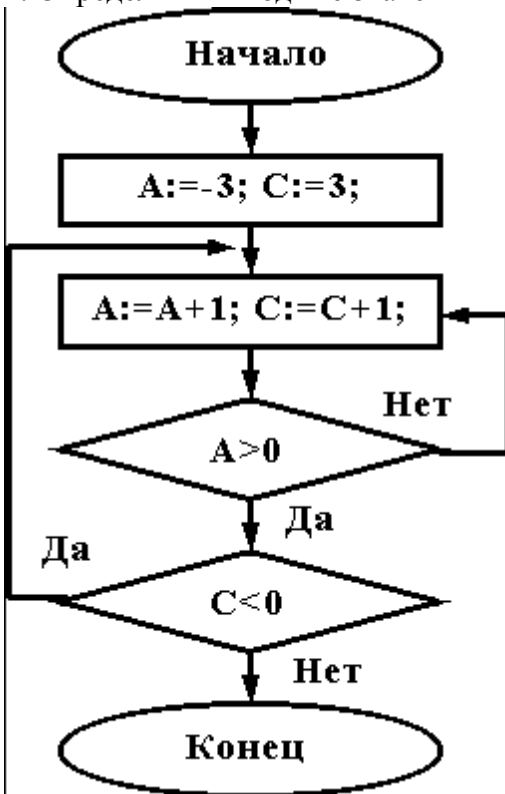 Начало
A:=-3; C:=3;
A:=A+1; C:=C+1;
Нет
A>0
Да
Да
C<0
Нет
Конец